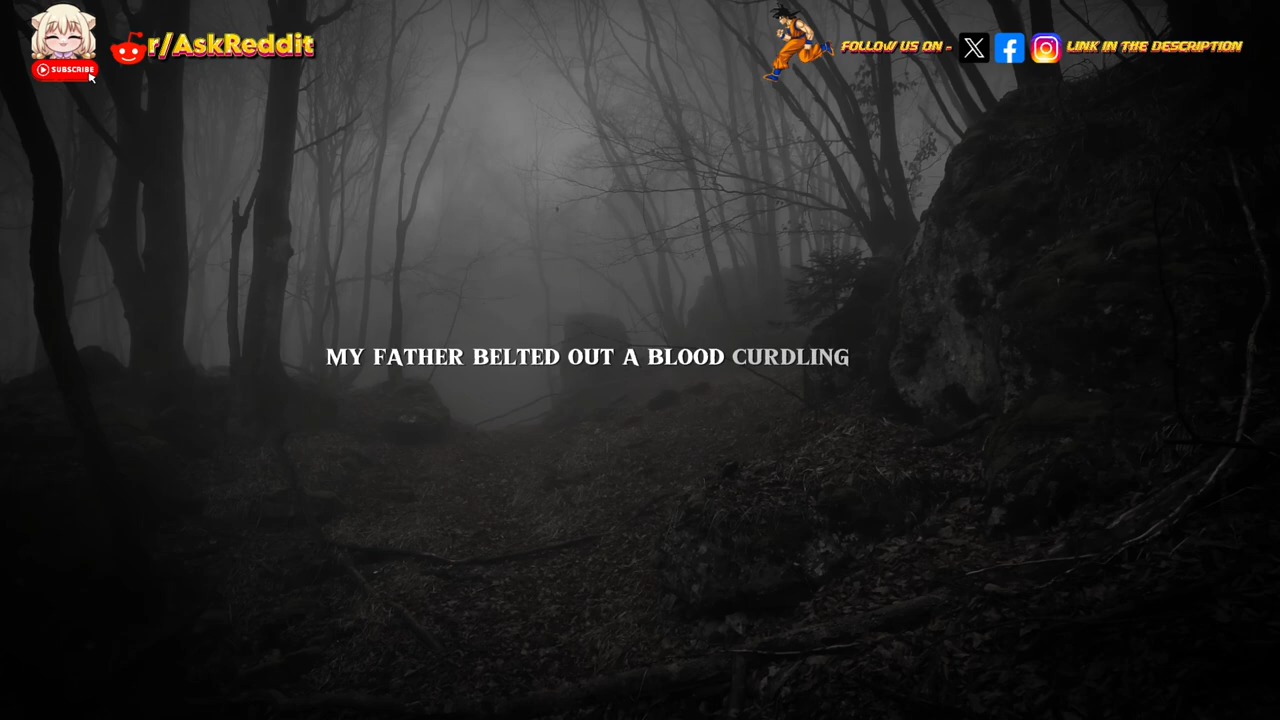 r/AskReddit
SUBSCRIBE
FOLLOW US ON -
LINK IN THE DESCRIPTION
MY FATHER BELTED OUT A BLOOD CURDLING